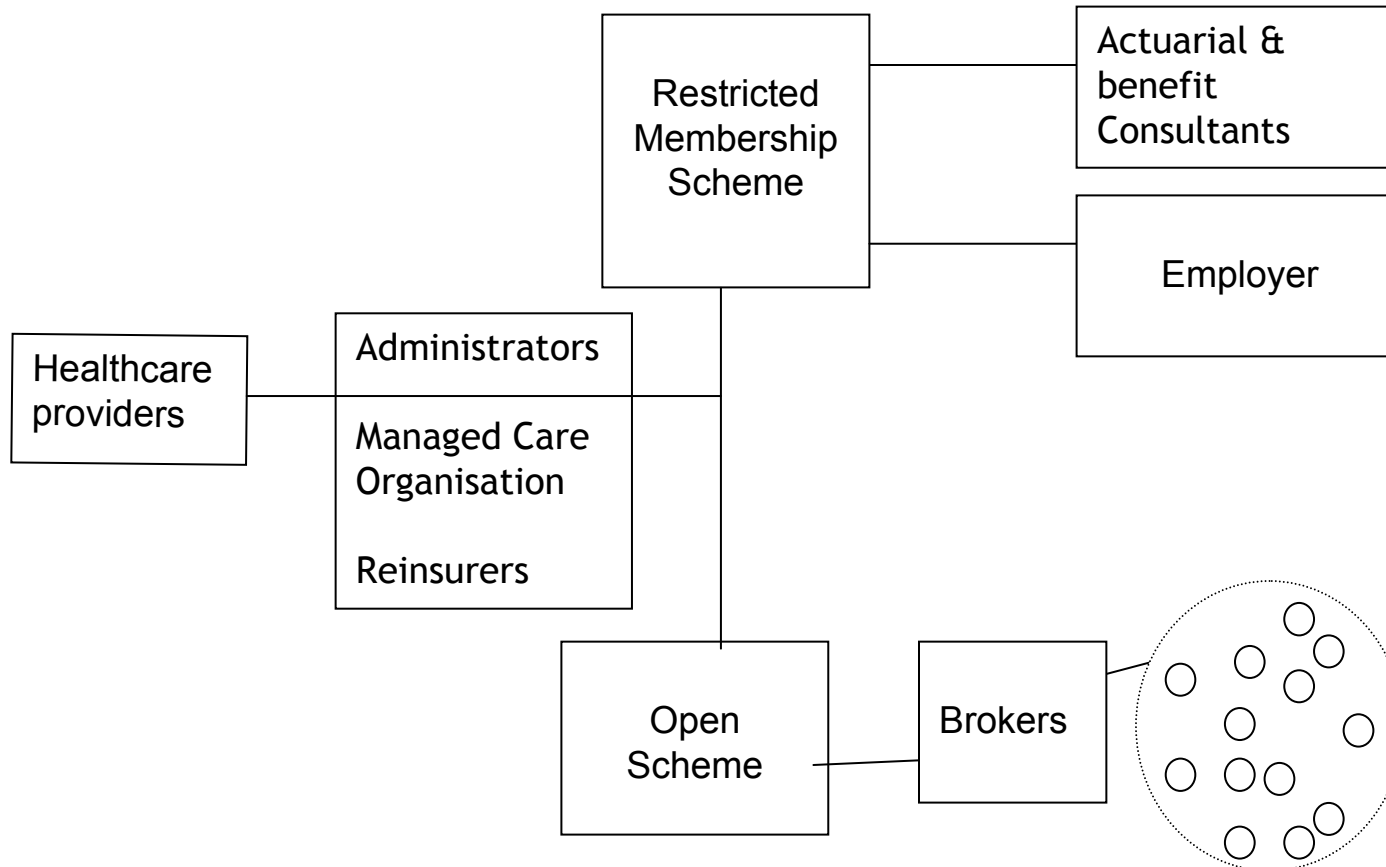 Restricted
Membership
Scheme
Actuarial &
benefit
Consultants
Employer
Healthcare
providers
Administrators
Managed Care
Organisation
Reinsurers
Open
Scheme
Brokers